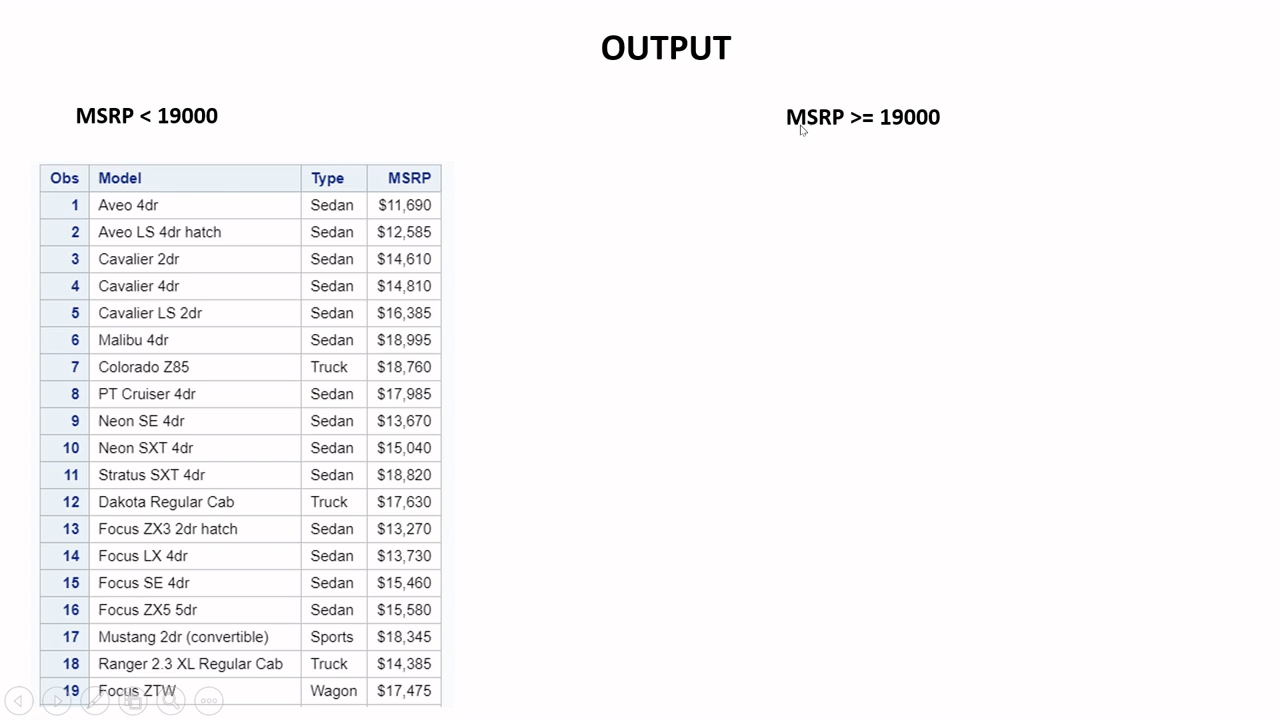 OUTPUT
MSRP < 19000
MSRP >= 19000
Obs Model Type MSRP
1 Aveo 4dr Sedan $11,690
2 Aveo LS 4dr hatch Sedan $12,585
3 Cavalier 2dr Sedan $14,610
4 Cavalier 4dr Sedan $14,810
5 Cavalier LS 2dr Sedan $16,385
6 Malibu 4dr Sedan $18,995
7 Colorado Z85 Truck $18,760
8 PT Cruiser 4dr Sedan $17,985
9 Neon SE 4dr Sedan $13,670
10 Neon SXT 4dr Sedan $15,040
11 Stratus SXT 4dr Sedan $18,820
12 Dakota Regular Cab Truck $17,630
13 Focus ZX3 2dr hatch Sedan $13,270
14 Focus LX 4dr Sedan $13,730
15 Focus SE 4dr Sedan $15,460
16 Focus ZX5 5dr Sedan $15,580
17 Mustang 2dr (convertible) Sports $18,345
18 Ranger 2.3 XL Regular Cab Truck $14,385
19 Focus ZTW Wagon $17,475